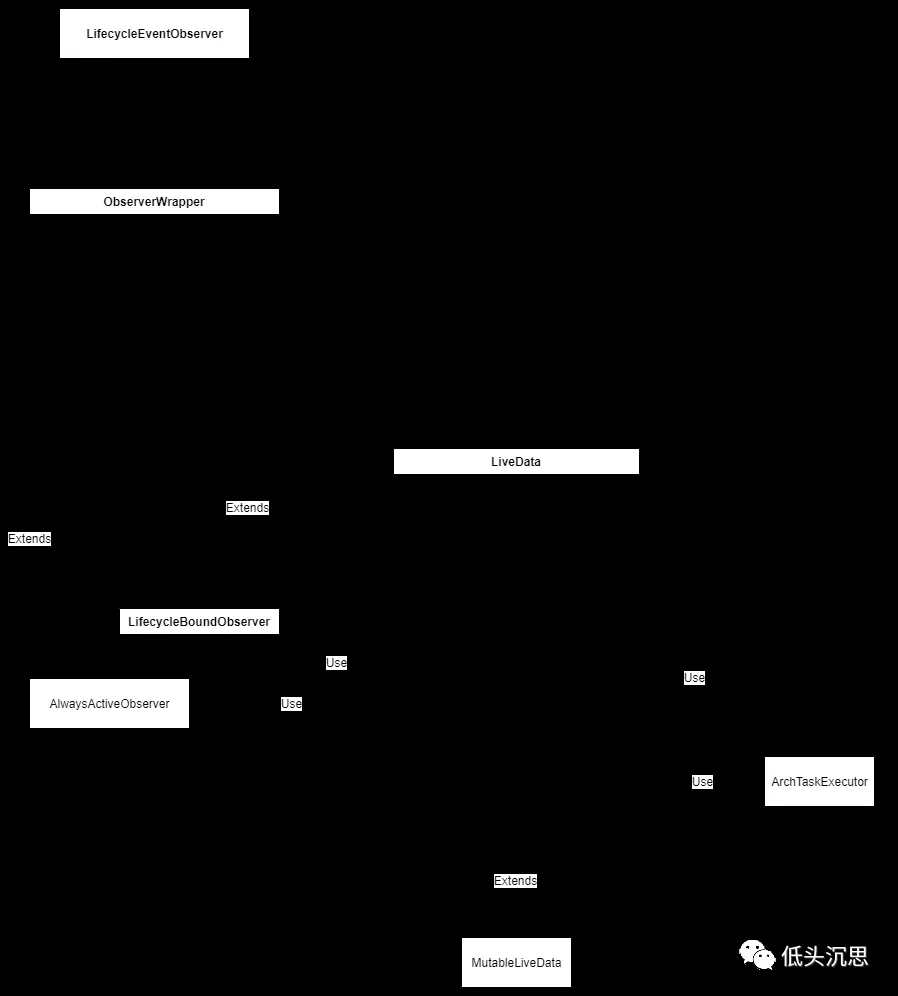 LifecycleEventObserver
ObserverWrapper
LiveData
Extends
Extends
LifecycleBoundObserver
Use
Use
AlwaysActiveObserver
Use
Use
ArchTaskExecutor
Extends
MutableLiveData
低头沉思